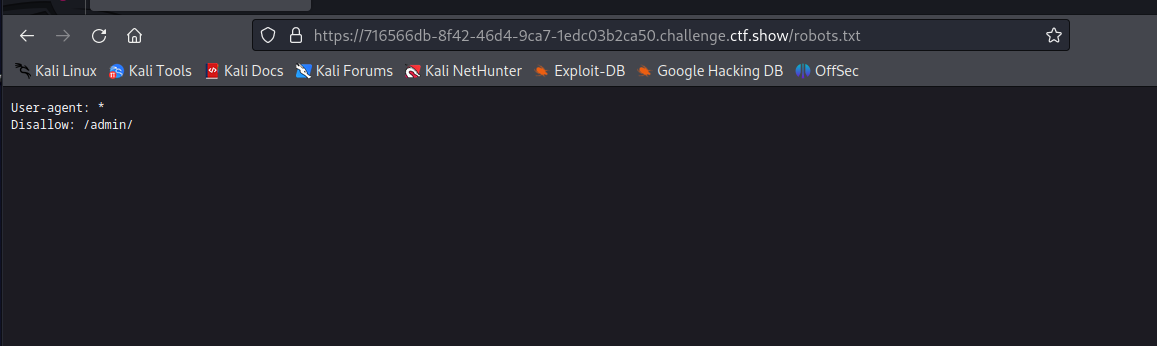 https://716566db-8f42-46d4-9ca7-1edc03b2ca50.challenge.ctf.show/robots.txt
Kali Linux Kali Tools Kali Docs Kali Forums Kali NetHunter Exploit-DB Google Hacking DB OffSec
User-agent: *
Disallow: /admin/